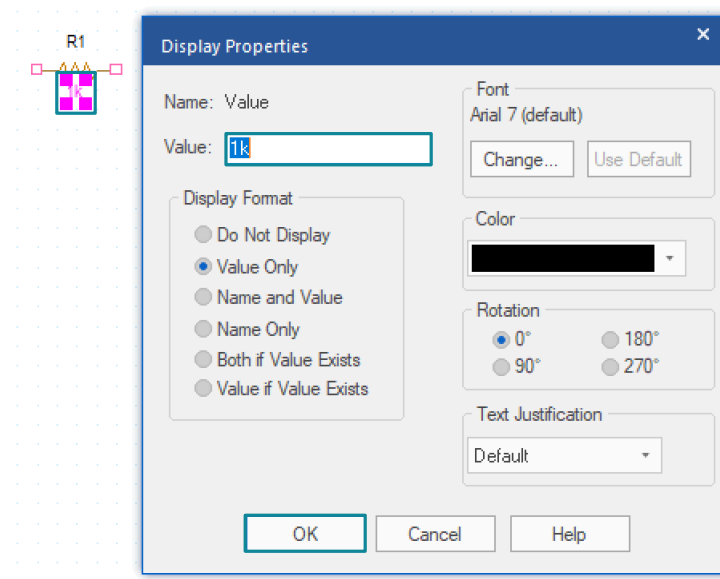 R1
1k
Display Properties
Name: Value
Value: 1k
Display Format
Do Not Display
Value Only
Name and Value
Name Only
Both if Value Exists
Value if Value Exists
Font
Arial 7 (default)
Change... Use Default
Color
Rotation
0° 180°
90° 270°
Text Justification
Default
OK Cancel Help